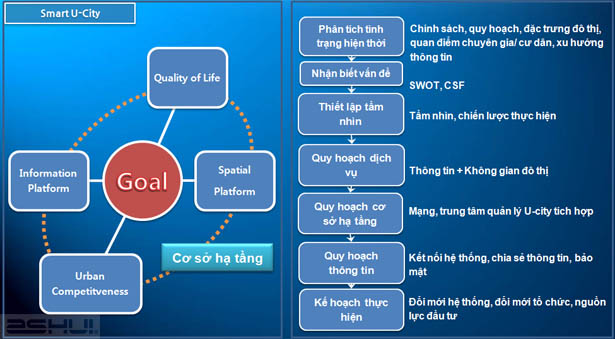 Smart U-City
Quality of Life
Information
Platform
Goal
Spatial
Platform
Cơ sở hạ tầng
Urban
Competitveness
ASHUI
Phân tích tình
trạng hiện thời
Chính sách, quy hoạch, đặc trưng đô thị,
quan điểm chuyên gia/ cư dân, xu hướng
thông tin
Nhận biết vấn đề
SWOT, CSF
Thiết lập tầm
nhìn
Tầm nhìn, chiến lược thực hiện
Quy hoạch dịch
vụ
Thông tin + Không gian đô thị
Quy hoạch cơ
sở hạ tầng
Mạng, trung tâm quản lý U-city tích hợp
Quy hoạch
thông tin
Kết nối hệ thống, chia sẻ thông tin, bảo
mật
Kế hoạch thực
hiện
Đổi mới hệ thống, đổi mới tổ chức, nguồn
lực đầu tư